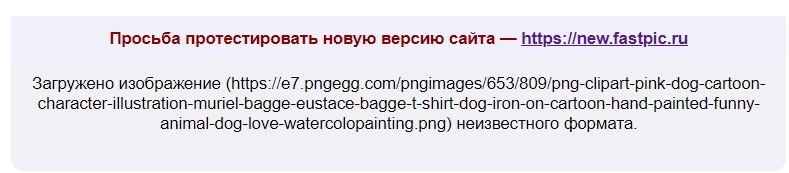 Просьба протестировать новую версию сайта — https://new.fastpic.ru
Загружено изображение (https://e7.pngegg.com/pngimages/653/809/png-clipart-pink-dog-cartoon-
character-illustration-muriel-bagge-eustace-bagge-t-shirt-dog-iron-on-cartoon-hand-painted-funny-
animal-dog-love-watercolopainting.png) неизвестного формата.